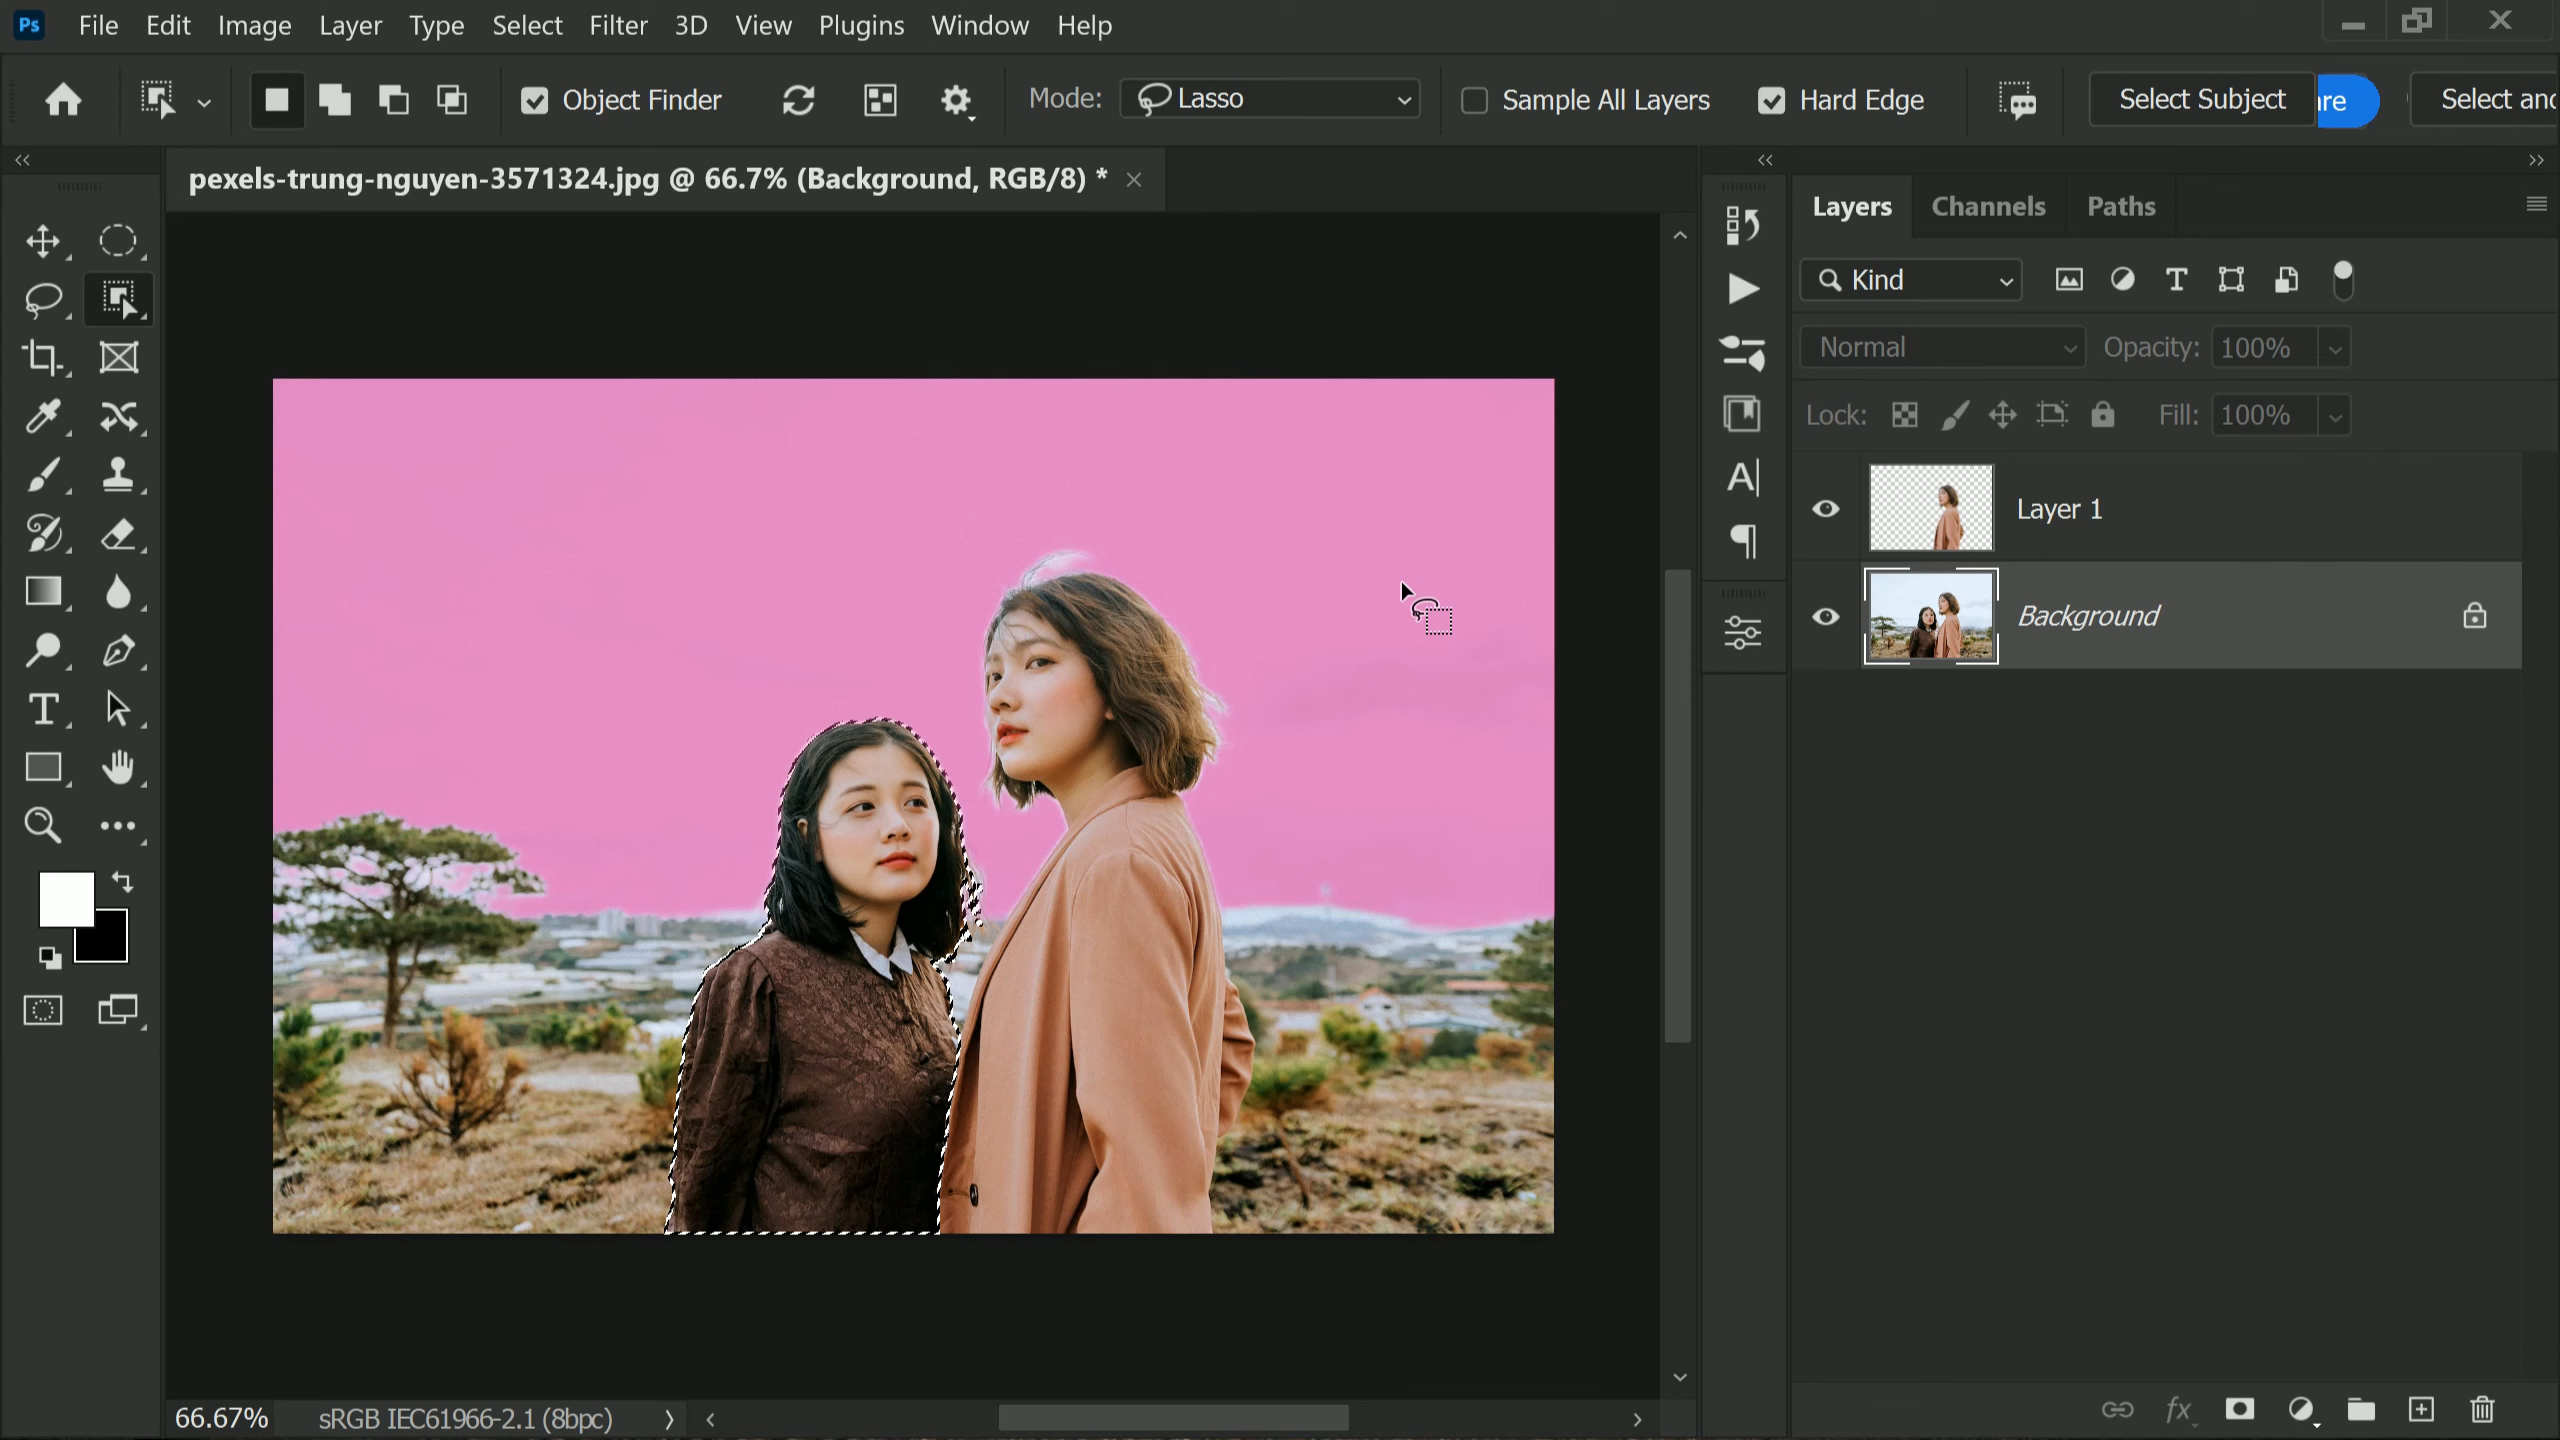 Ps File Edit Image Layer Type Select Filter 3D View Plugins Window Help
Object Finder Mode: Lasso Sample All Layers Hard Edge Select Subject re Select and
pexels-trung-nguyen-3571324.jpg @ 66.7% (Background, RGB/8) *
Layers Channels Paths
Kind
Normal Opacity: 100%
Lock: Fill: 100%
Layer 1
Background
fx
66.67% sRGB IEC61966-2.1 (8bpc)